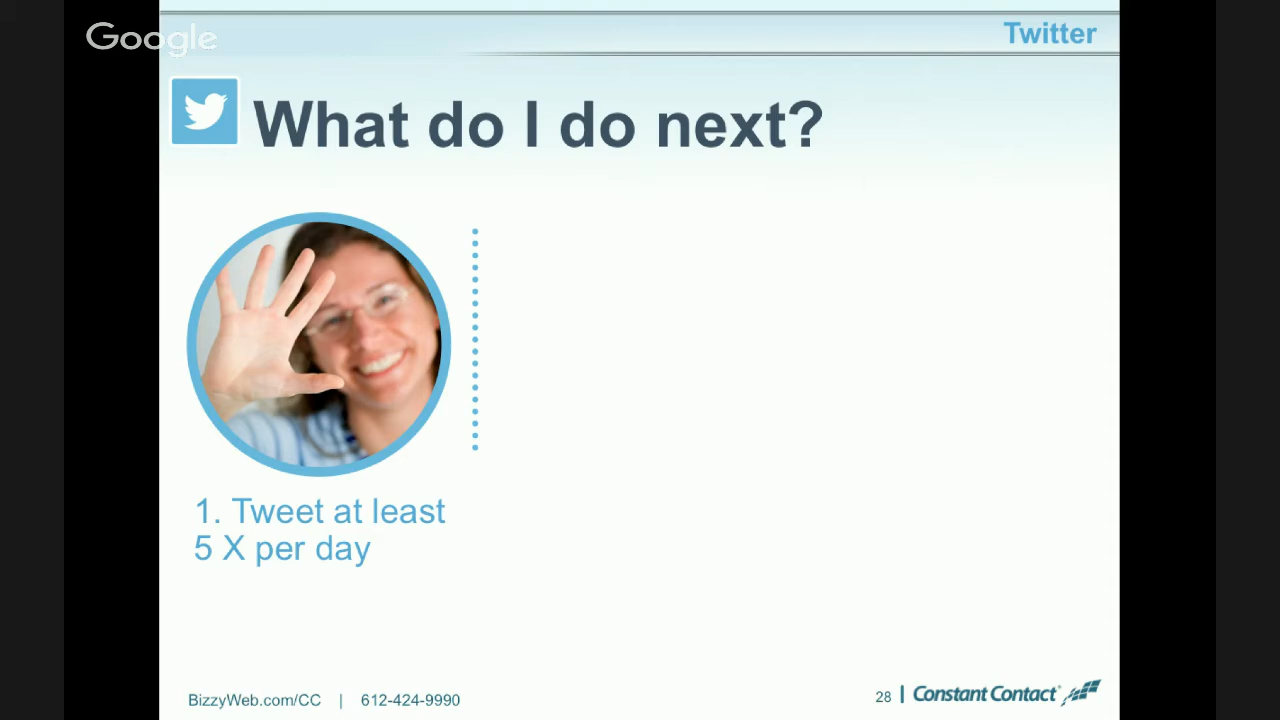 Google
Twitter
What do I do next?
1. Tweet at least
5 X per day
BizzyWeb.com/CC | 612-424-9990
28 | Constant Contact®